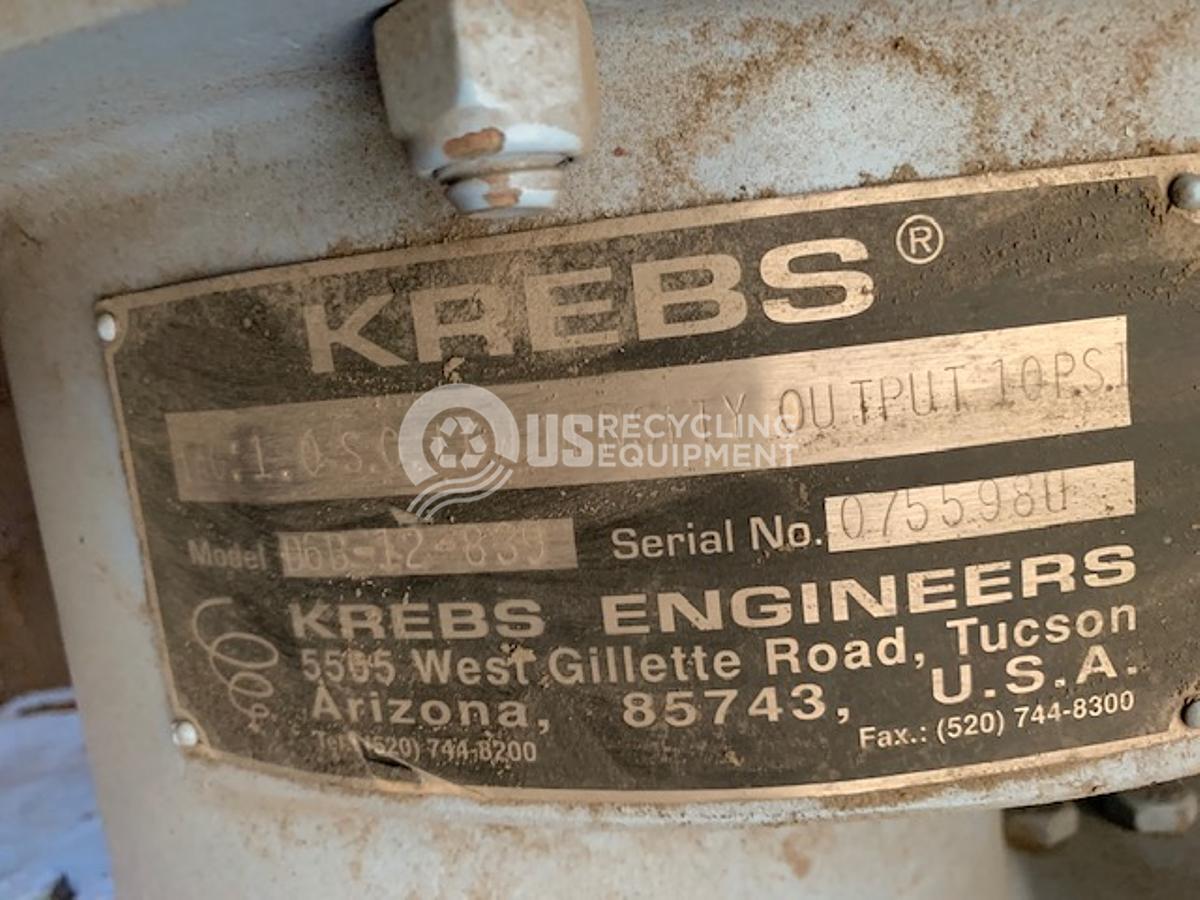 KREBS®
OUTPUT 10PSI
US RECYCLING EQUIPMENT
Model D6B-12-839 Serial No. 0755980
KREBS ENGINEERS
5505 West Gillette Road, Tucson
Arizona, 85743, U.S.A.
Tel: (520) 744-8200 Fax.: (520) 744-8300